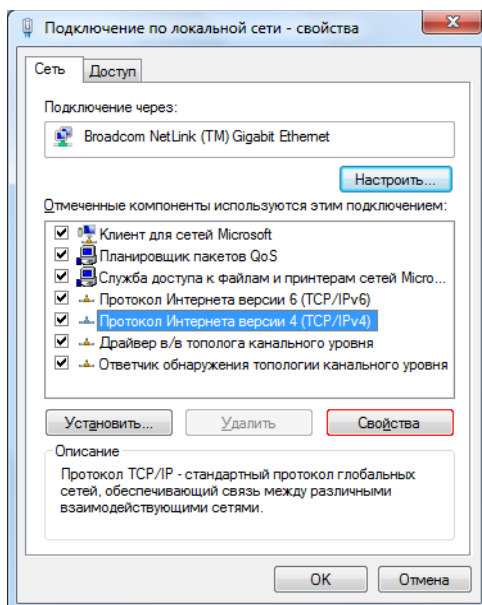 Подключение по локальной сети - свойства
Сеть
Доступ
Подключение через:
Broadcom NetLink (TM) Gigabit Ethernet
Настроить...
Отмеченные компоненты используются этим подключением:
Клиент для сетей Microsoft
Планировщик пакетов QoS
Служба доступа к файлам и принтерам сетей Micro...
Протокол Интернета версии 6 (TCP/IPv6)
Протокол Интернета версии 4 (TCP/IPv4)
Драйвер в/в тополога канального уровня
Ответчик обнаружения топологии канального уровня
Установить...
Удалить
Свойства
Описание
Протокол TCP/IP - стандартный протокол глобальных
сетей, обеспечивающий связь между различными
взаимодействующими сетями.
OK
Отмена